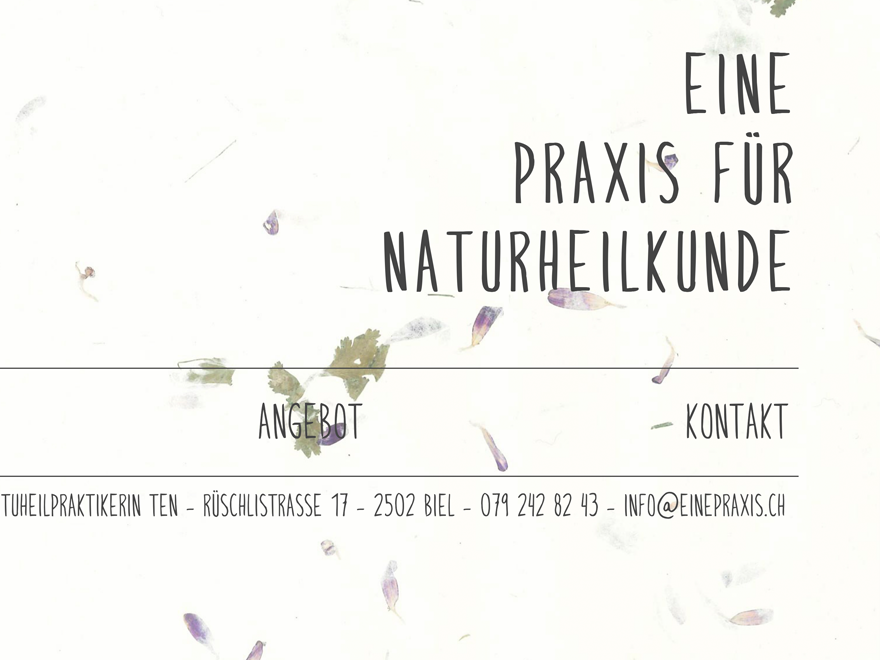 EINE
PRAXIS FÜR
NATURHEILKUNDE
ANGEBOT KONTAKT
TUHEILPRAKTIKERIN TEN - RÜSCHLISTRASSE 17 - 2502 BIEL - 079 242 82 43 - INFO@EINEPRAXIS.CH